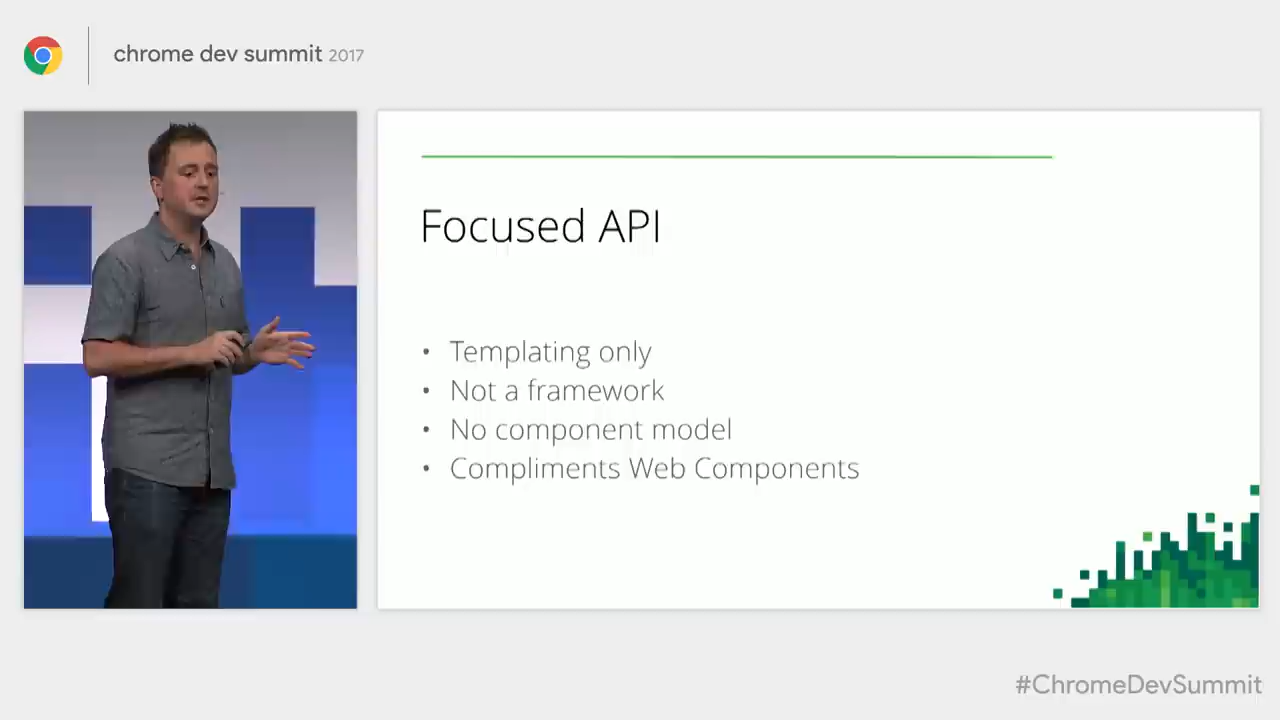 chrome dev summit 2017
Focused API
• Templating only
• Not a framework
• No component model
• Compliments Web Components
#ChromeDevSummit